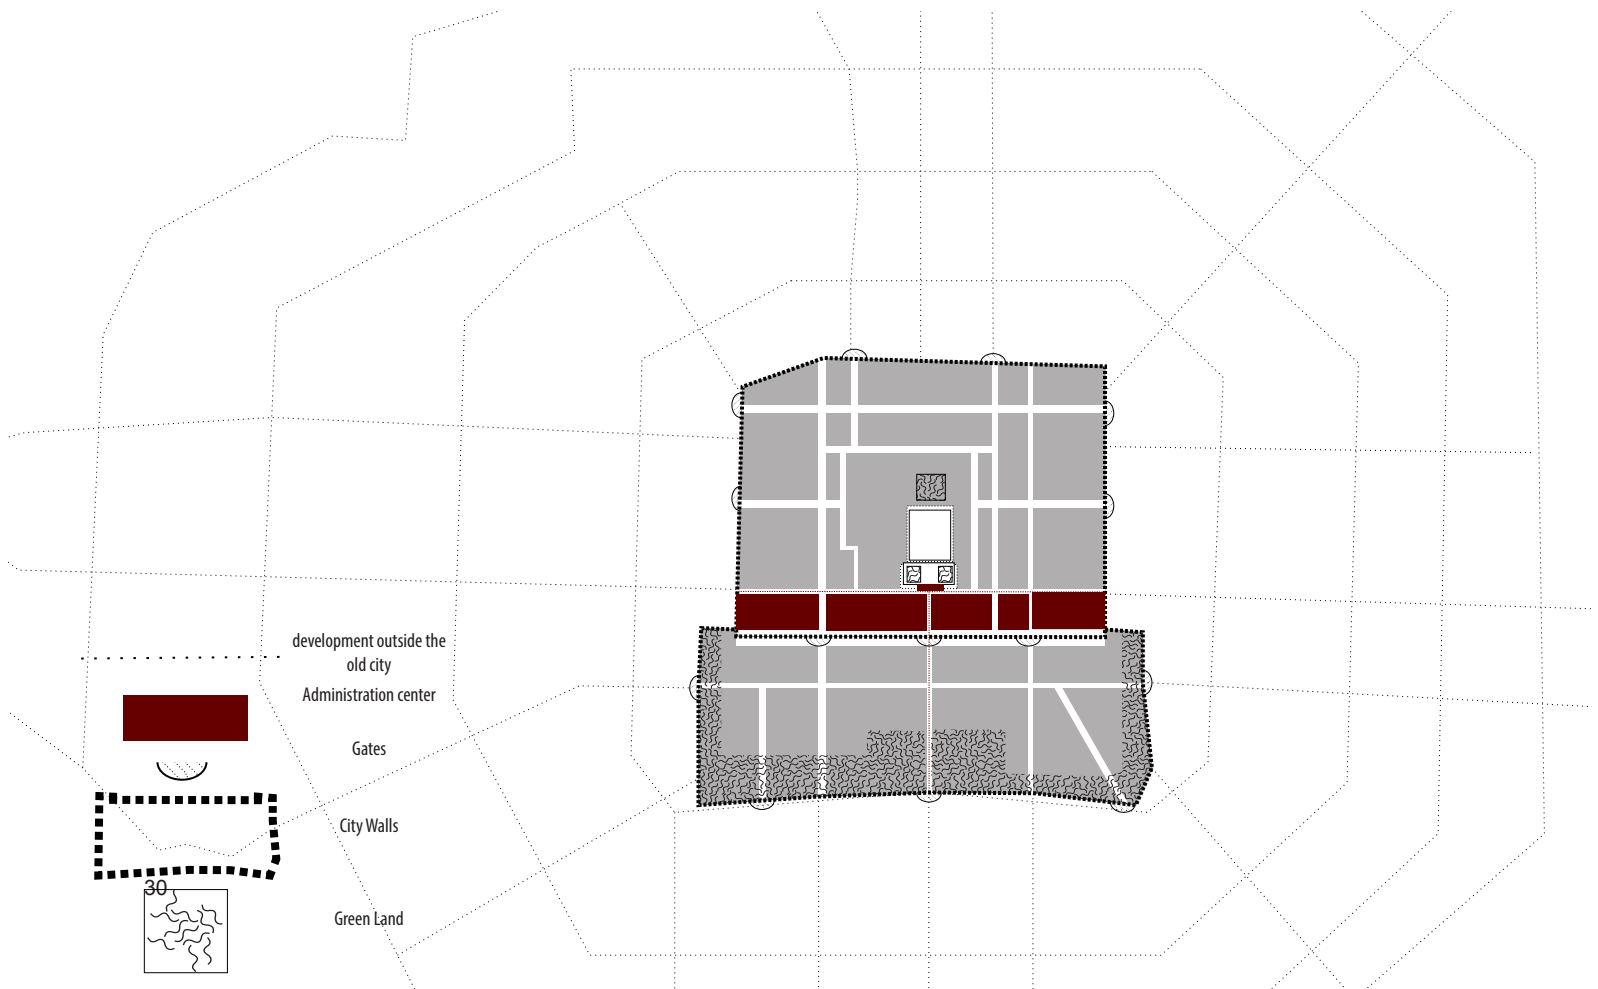 development outside the
old city
Administration center
Gates
City Walls
30
Green Land